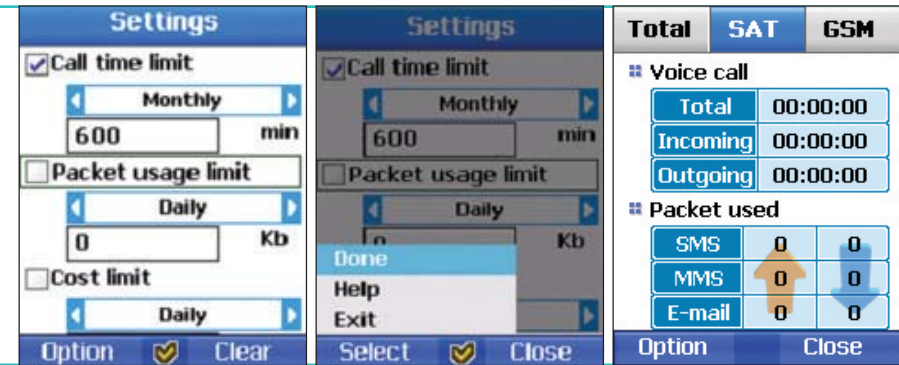 Settings
Call time limit
Monthly
600 min
Packet usage limit
Daily
0 Kb
Cost limit
Daily
Option Clear
Settings
Call time limit
Monthly
600 min
Packet usage limit
Daily
Kb
Done
Help
Exit
Select Close
Total SAT GSM
Voice call
Total 00:00:00
Incoming 00:00:00
Outgoing 00:00:00
Packet used
SMS 0 0
MMS 0 0
E-mail 0 0
Option Close